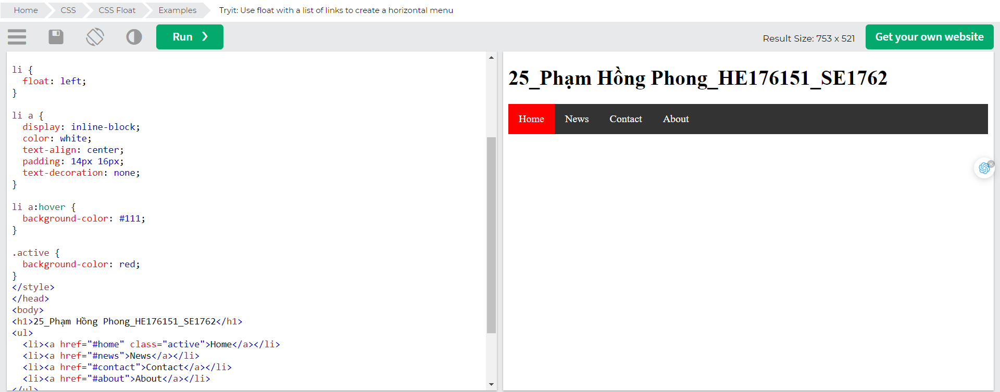 Home CSS CSS Float Examples Tryit: Use float with a list of links to create a horizontal menu
Run ❯ Result Size: 753 x 521 Get your own website
li {
  float: left;
}

li a {
  display: inline-block;
  color: white;
  text-align: center;
  padding: 14px 16px;
  text-decoration: none;
}

li a:hover {
  background-color: #111;
}

.active {
  background-color: red;
}
</style>
</head>
<body>
<h1>25_Phạm Hồng Phong_HE176151_SE1762</h1>
<ul>
  <li><a href="#home" class="active">Home</a></li>
  <li><a href="#news">News</a></li>
  <li><a href="#contact">Contact</a></li>
  <li><a href="#about">About</a></li>
</ul>
25_Phạm Hồng Phong_HE176151_SE1762
Home News Contact About